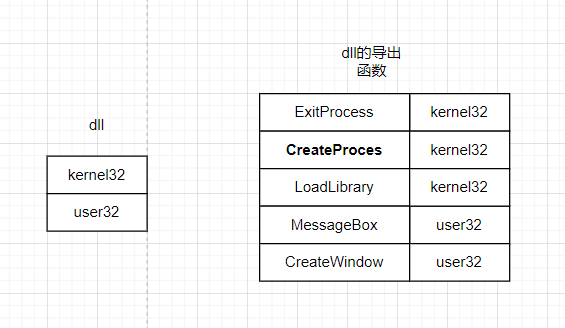 dll的导出
函数
dll
ExitProcess kernel32
CreateProces kernel32
kernel32
LoadLibrary kernel32
user32
MessageBox user32
CreateWindow user32